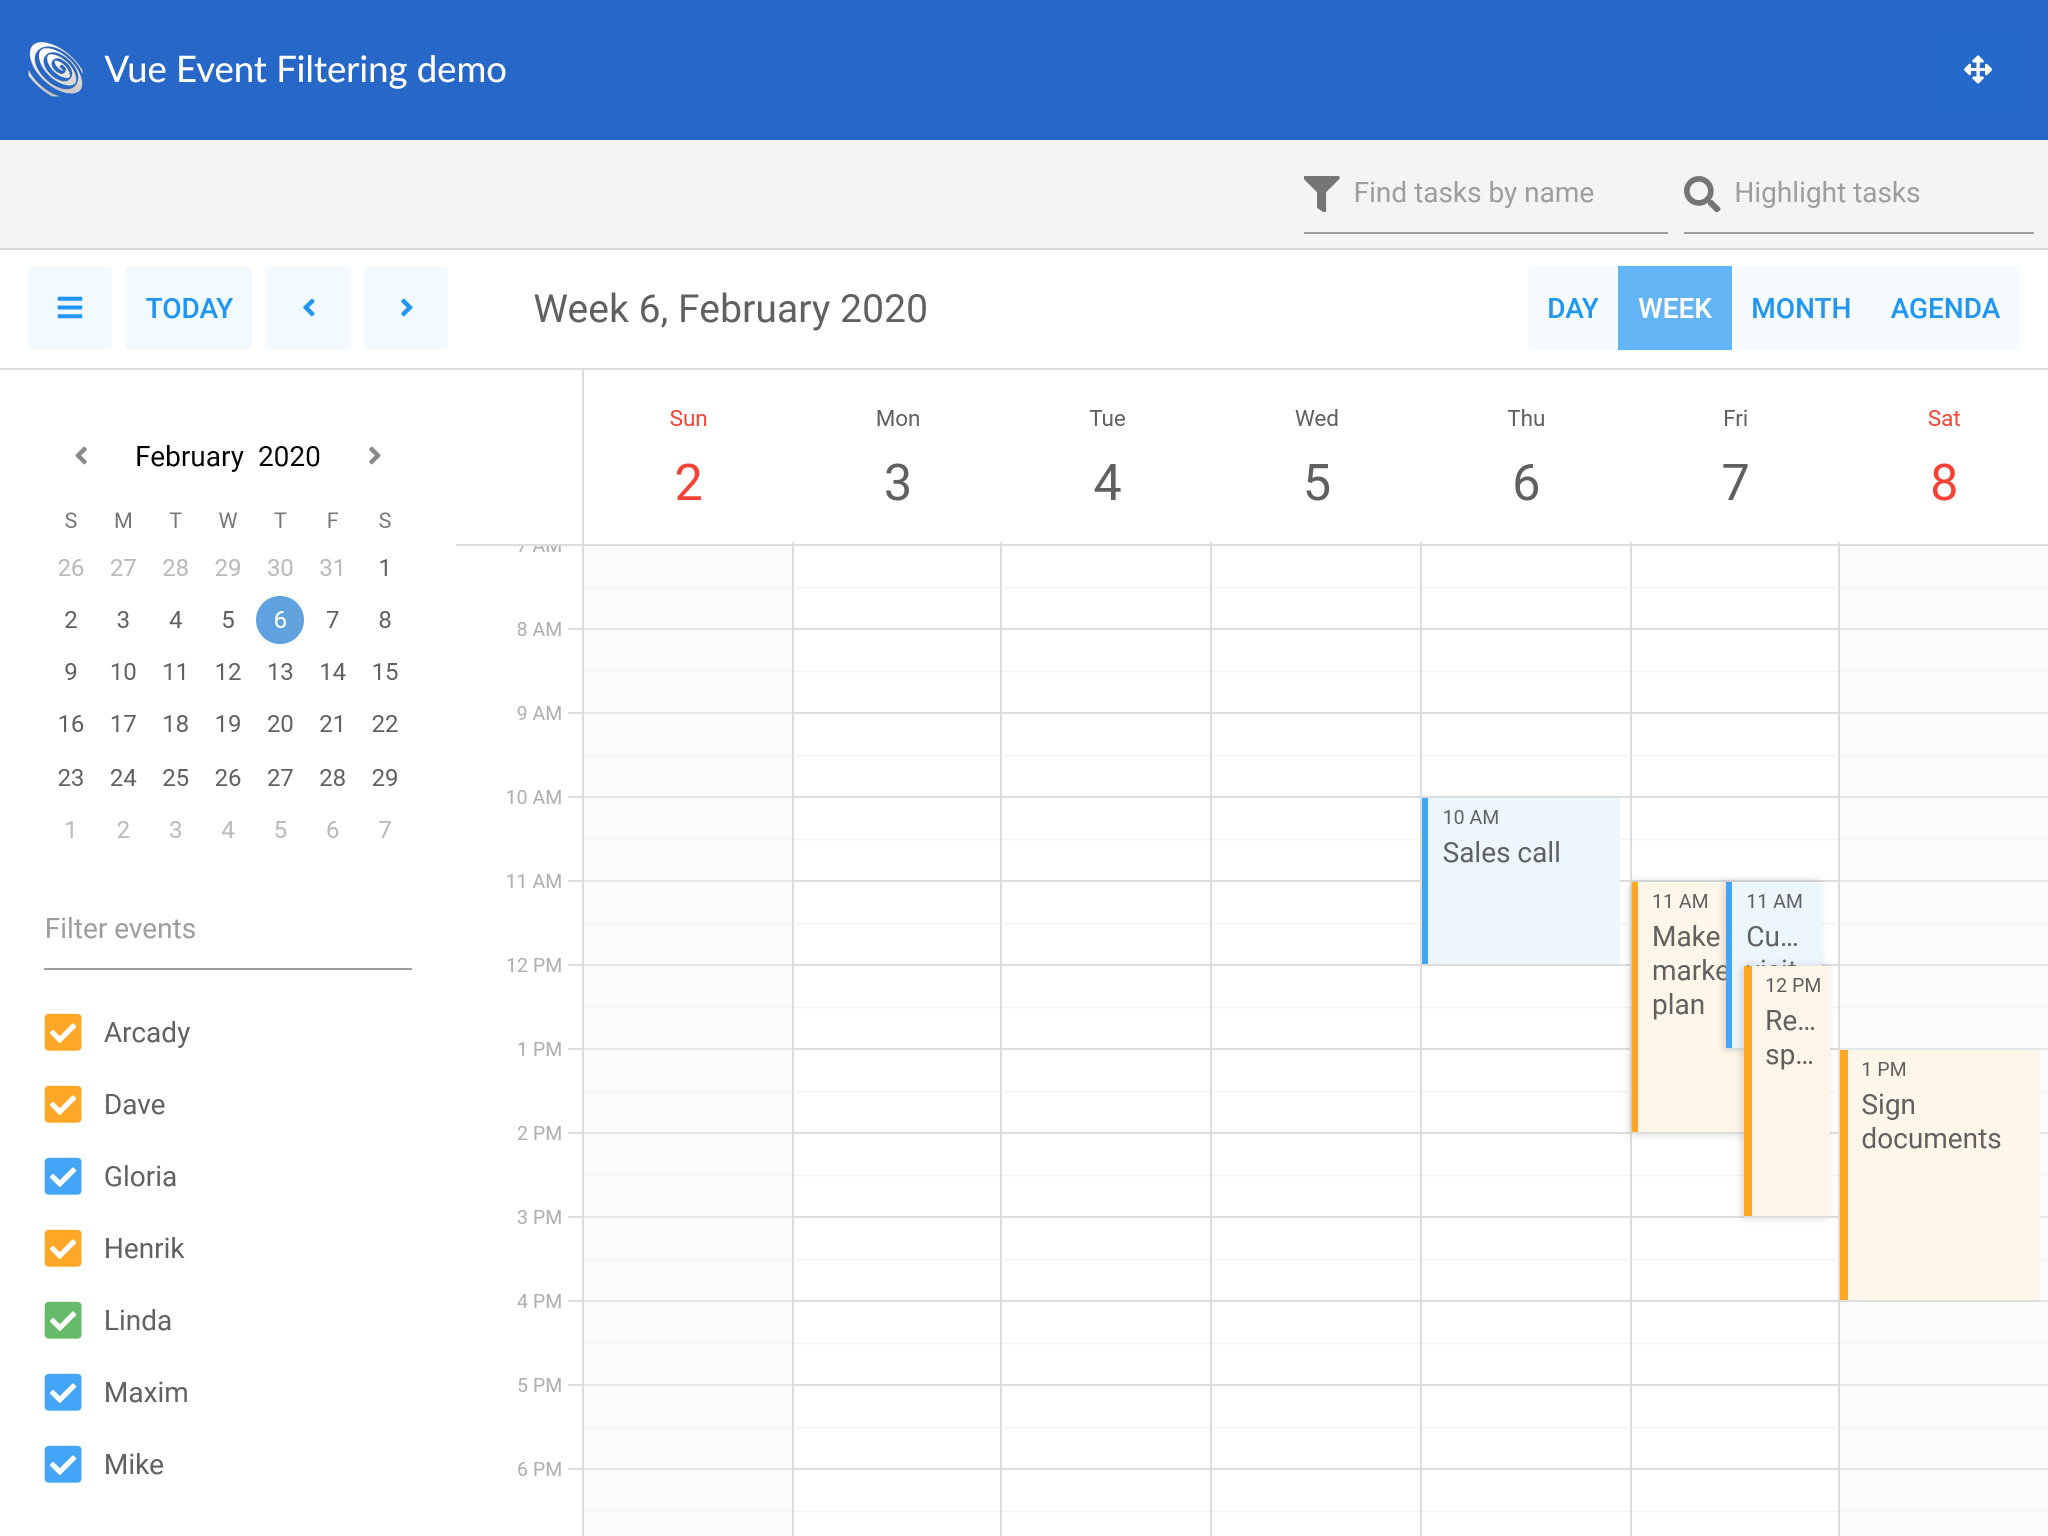 Vue Event Filtering demo
Find tasks by name
Highlight tasks
TODAY
Week 6, February 2020
DAY WEEK MONTH AGENDA
February 2020
S M T W T F S
26 27 28 29 30 31 1
2 3 4 5 6 7 8
9 10 11 12 13 14 15
16 17 18 19 20 21 22
23 24 25 26 27 28 29
1 2 3 4 5 6 7
Filter events
Arcady
Dave
Gloria
Henrik
Linda
Maxim
Mike
Sun Mon Tue Wed Thu Fri Sat
2 3 4 5 6 7 8
7 AM
8 AM
9 AM
10 AM
11 AM
12 PM
1 PM
2 PM
3 PM
4 PM
5 PM
6 PM
10 AM
Sales call
11 AM
Make
marke
plan
11 AM
Cu...
visit
12 PM
Re...
sp...
1 PM
Sign
documents